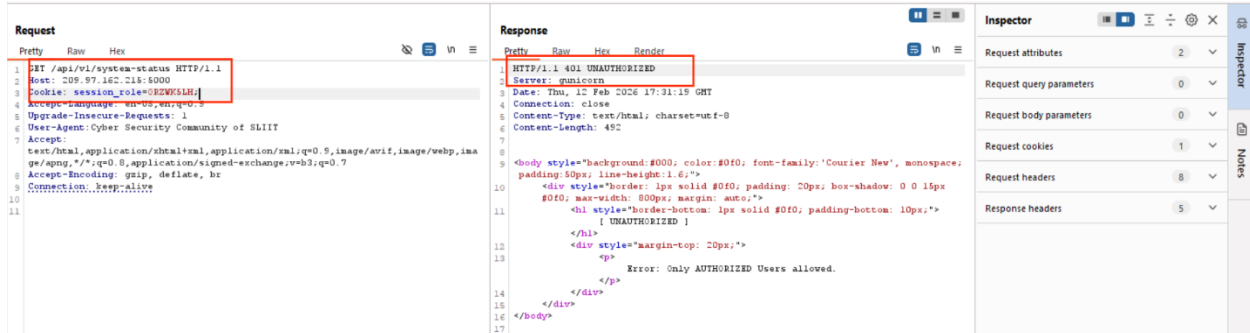 Request
Pretty Raw Hex
\n
1 GET /api/v1/system-status HTTP/1.1
2 Host: 209.97.162.215:5000
3 Cookie: session_role=
4 Accept-Language: en-US,en;q=0.9
5 Upgrade-Insecure-Requests: 1
6 User-Agent:Cyber Security Community of SLIIT
7 Accept:
text/html,application/xhtml+xml,application/xml;q=0.9,image/avif,image/webp,ima
ge/apng,*/*;q=0.8,application/signed-exchange;v=b3;q=0.7
8 Accept-Encoding: gzip, deflate, br
9 Connection: keep-alive
10
11
Response
Pretty Raw Hex Render
\n
1 HTTP/1.1 401 UNAUTHORIZED
2 Server: gunicorn
3 Date: Thu, 12 Feb 2026 17:31:19 GMT
4 Connection: close
5 Content-Type: text/html; charset=utf-8
6 Content-Length: 492
7
8
9 <body style="background:#000; color:#0f0; font-family:'Courier New', monospace;
padding:50px; line-height:1.6;">
10 <div style="border: 1px solid #0f0; padding: 20px; box-shadow: 0 0 15px
#0f0; max-width: 800px; margin: auto;">
11 <h1 style="border-bottom: 1px solid #0f0; padding-bottom: 10px;">
[ UNAUTHORIZED ]
</h1>
12 <div style="margin-top: 20px;">
13 <p>
Error: Only AUTHORIZED Users allowed.
</p>
14 </div>
15 </div>
16 </body>
17
Inspector
Request attributes 2
Request query parameters 0
Request body parameters 0
Request cookies 1
Request headers 8
Response headers 5
Inspector
Notes